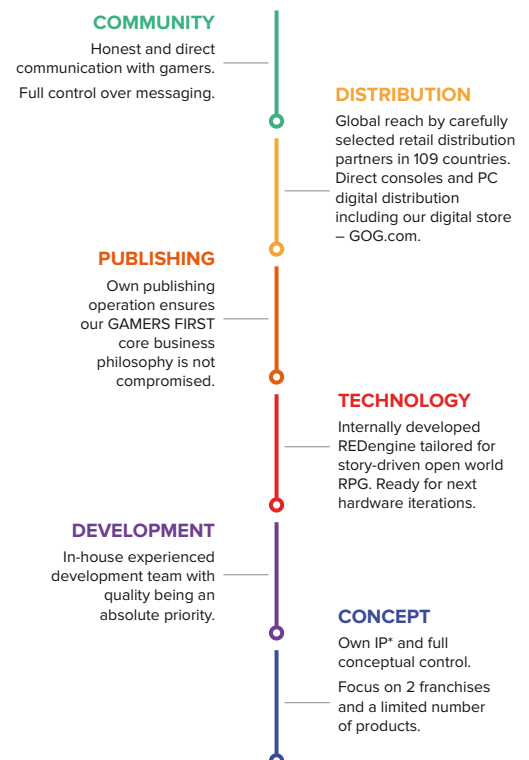 COMMUNITY
Honest and direct
communication with gamers.
Full control over messaging.
DISTRIBUTION
Global reach by carefully
selected retail distribution
partners in 109 countries.
Direct consoles and PC
digital distribution
including our digital store
– GOG.com.
PUBLISHING
Own publishing
operation ensures
our GAMERS FIRST
core business
philosophy is not
compromised.
TECHNOLOGY
Internally developed
REDengine tailored for
story-driven open world
RPG. Ready for next
hardware iterations.
DEVELOPMENT
In-house experienced
development team with
quality being an
absolute priority.
CONCEPT
Own IP* and full
conceptual control.
Focus on 2 franchises
and a limited number
of products.